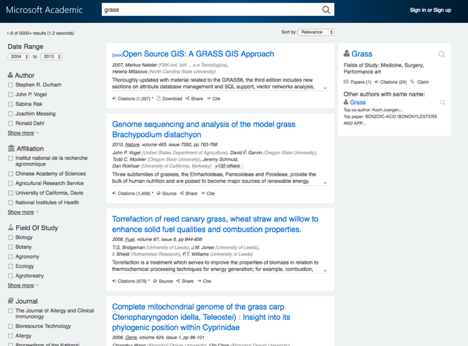 Microsoft Academic
grass
Sign in or Sign up
1-8 of 5000+ results (1.2 seconds)
Sort by: Relevance
Date Range
2004 to 2010
Author
Stephen R. Durham
John P. Vogel
Sabina Rak
Joachim Messing
Ronald Dahl
Show more
Affiliation
Institut national de la recherche
agronomique
Chinese Academy of Sciences
Agricultural Research Service
University of California, Davis
National Institutes of Health
Show more
Field Of Study
Biology
Botany
Agronomy
Ecology
Agroforestry
Show more
Journal
The Journal of Allergy and Clinical
Immunology
Bioresource Technology
Allergy
Proceedings of the National
[book]Open Source GIS: A GRASS GIS Approach
2007, Markus Neteler (FBK-irst, Istit ... e e Tecnologica),
Helena Mitasova (North Carolina State University)
Thoroughly updated with material related to the GRASS6, the third edition includes new
sections on attribute database management and SQL support, vector networks analysis,
Citations (1,097) * Download Share Cite
Genome sequencing and analysis of the model grass
Brachypodium distachyon
2010, Nature, volume 463, issue 7282, pp 763-768
John P. Vogel (United States Department of Agriculture), David F. Garvin (Oregon State University),
Todd C. Mockler (Oregon State University), Jeremy Schmutz,
Dan Rokhsar (University of California, Berkeley) +132 others
Three subfamilies of grasses, the Ehrhartoideae, Panicoideae and Pooideae, provide the
bulk of human nutrition and are poised to become major sources of renewable energy.
Citations (1,456) * Source Share Cite
Torrefaction of reed canary grass, wheat straw and willow to
enhance solid fuel qualities and combustion properties.
2008, Fuel, volume 87, issue 6, pp 844-856
T.G. Bridgeman (University of Leeds), J.M. Jones (University of Leeds),
I. Shield (Rothamsted Research), P.T. Williams (University of Leeds)
Torrefaction is a treatment which serves to improve the properties of biomass in relation to
thermochemical processing techniques for energy generation; for example, combustion,
Citations (679) * Source Share Cite
Complete mitochondrial genome of the grass carp
Ctenopharyngodon idella, Teleostei) : Insight into its
phylogenic position within Cyprinidae
2008, Gene, volume 424, issue 1, pp 96-101
Grass
Fields of Study: Medicine, Surgery,
Performance art
Papers (1) Citations (24) Claim
Other authors with same name:
Grass
Top co-author: Koch Juergen...
Top paper: BENZOIC-ACID ISONONYLESTERS
AND APP...